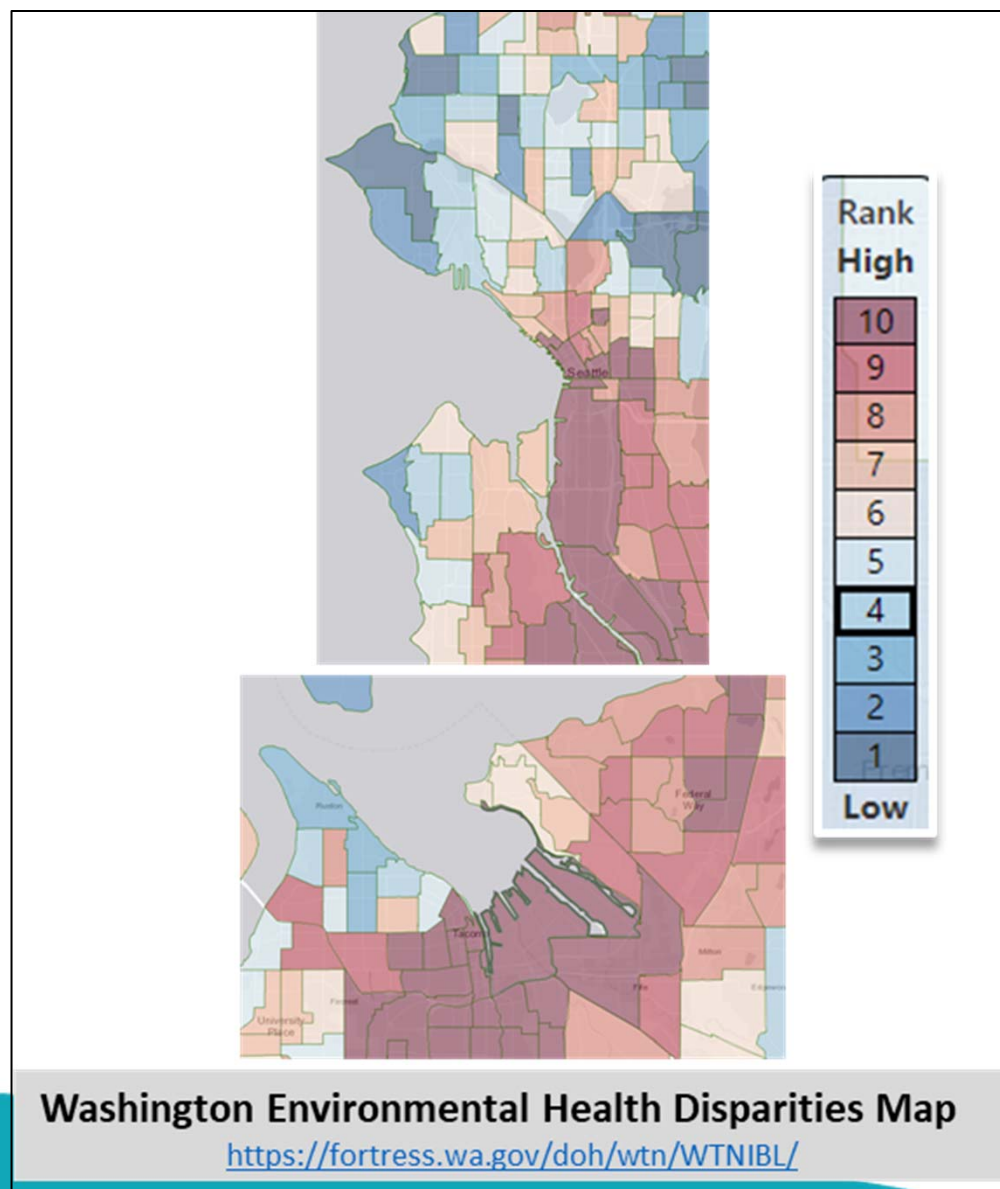 Seattle
Rank
High
10
9
8
7
6
5
4
3
2
1
Low
Ruston
Federal
Way
Tacoma
Milton
Fife
Fircrest
University
Place
Washington Environmental Health Disparities Map
https://fortress.wa.gov/doh/wtn/WTNIBL/